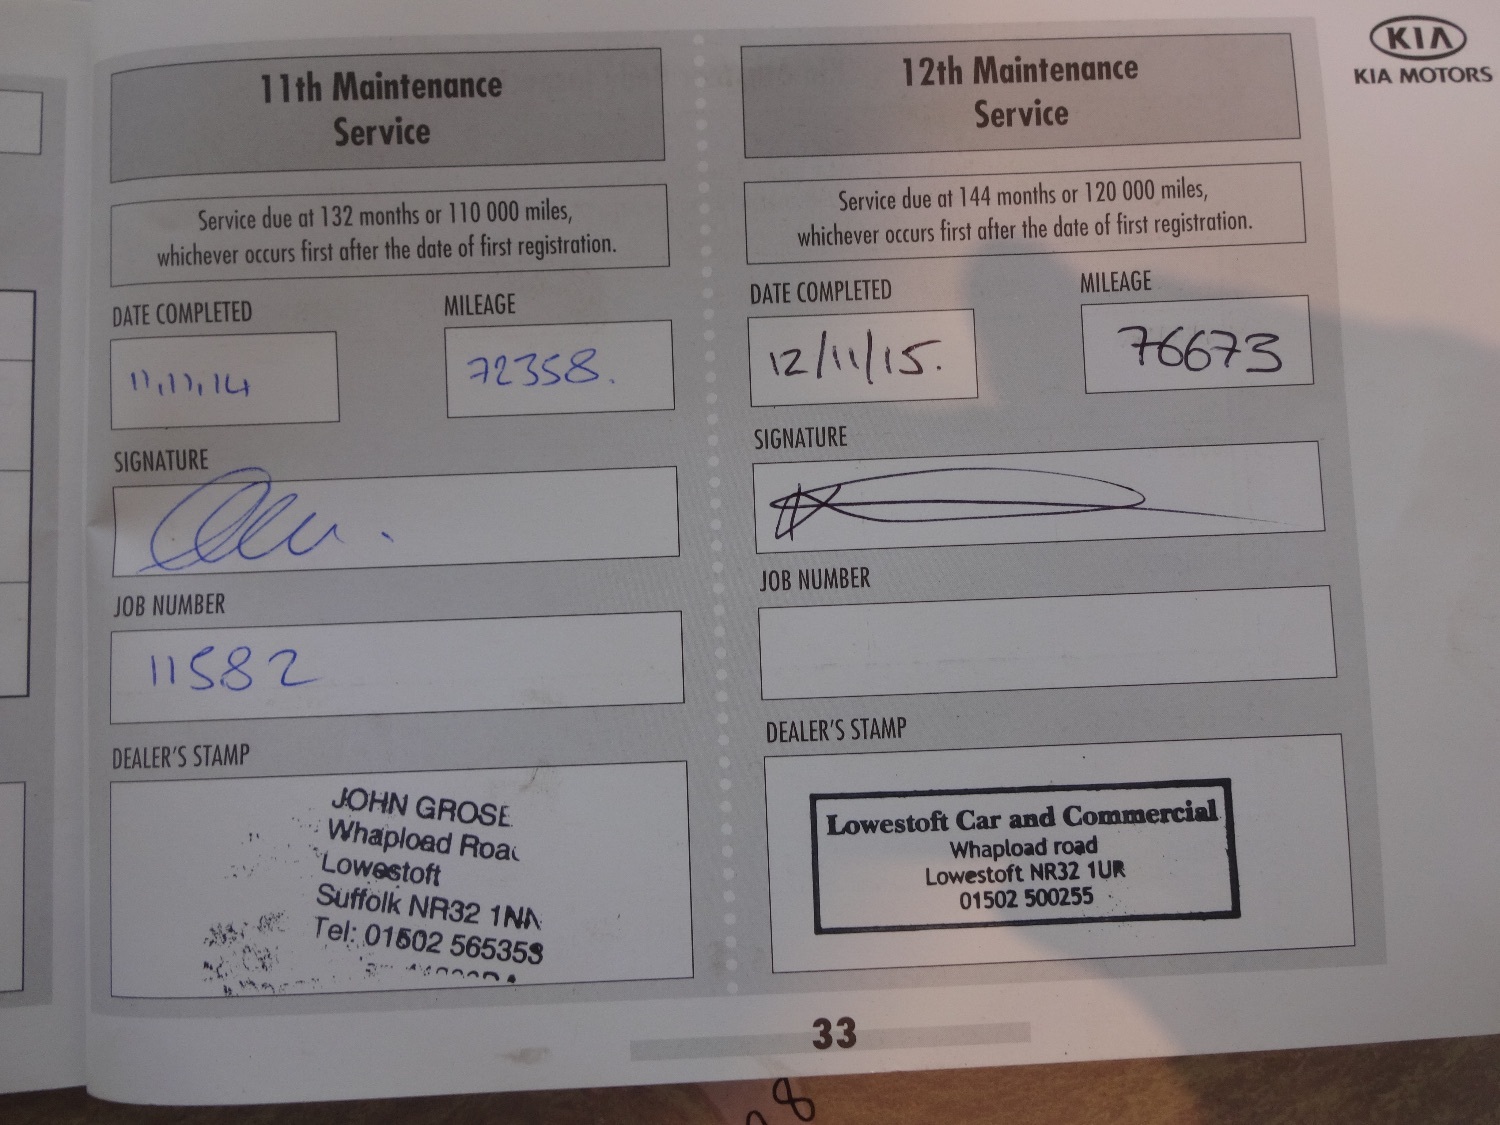 KIA
KIA MOTORS
11th Maintenance
Service
Service due at 132 months or 110 000 miles,
whichever occurs first after the date of first registration.
DATE COMPLETED
MILEAGE
11.11.14
72358.
SIGNATURE
JOB NUMBER
11582
DEALER'S STAMP
JOHN GROSE
Whapload Road
Lowestoft
Suffolk NR32 1NN
Tel: 01502 565353
12th Maintenance
Service
Service due at 144 months or 120 000 miles,
whichever occurs first after the date of first registration.
DATE COMPLETED
MILEAGE
12/11/15.
76673
SIGNATURE
JOB NUMBER
DEALER'S STAMP
Lowestoft Car and Commercial
Whapload road
Lowestoft NR32 1UR
01502 500255
33